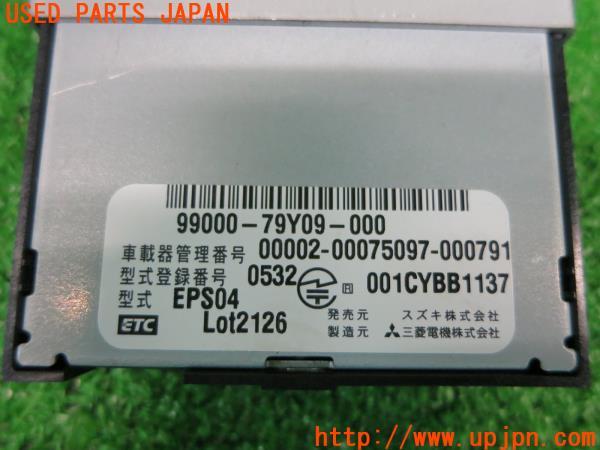 USED PARTS JAPAN
99000-79Y09-000
車載器管理番号 00002-00075097-000791
型式登録番号 0532 R 001CYBB1137
型式 EPS04
ETC Lot2126
発売元 スズキ株式会社
製造元 三菱電機株式会社
UPJ http://www.upjpn.com/